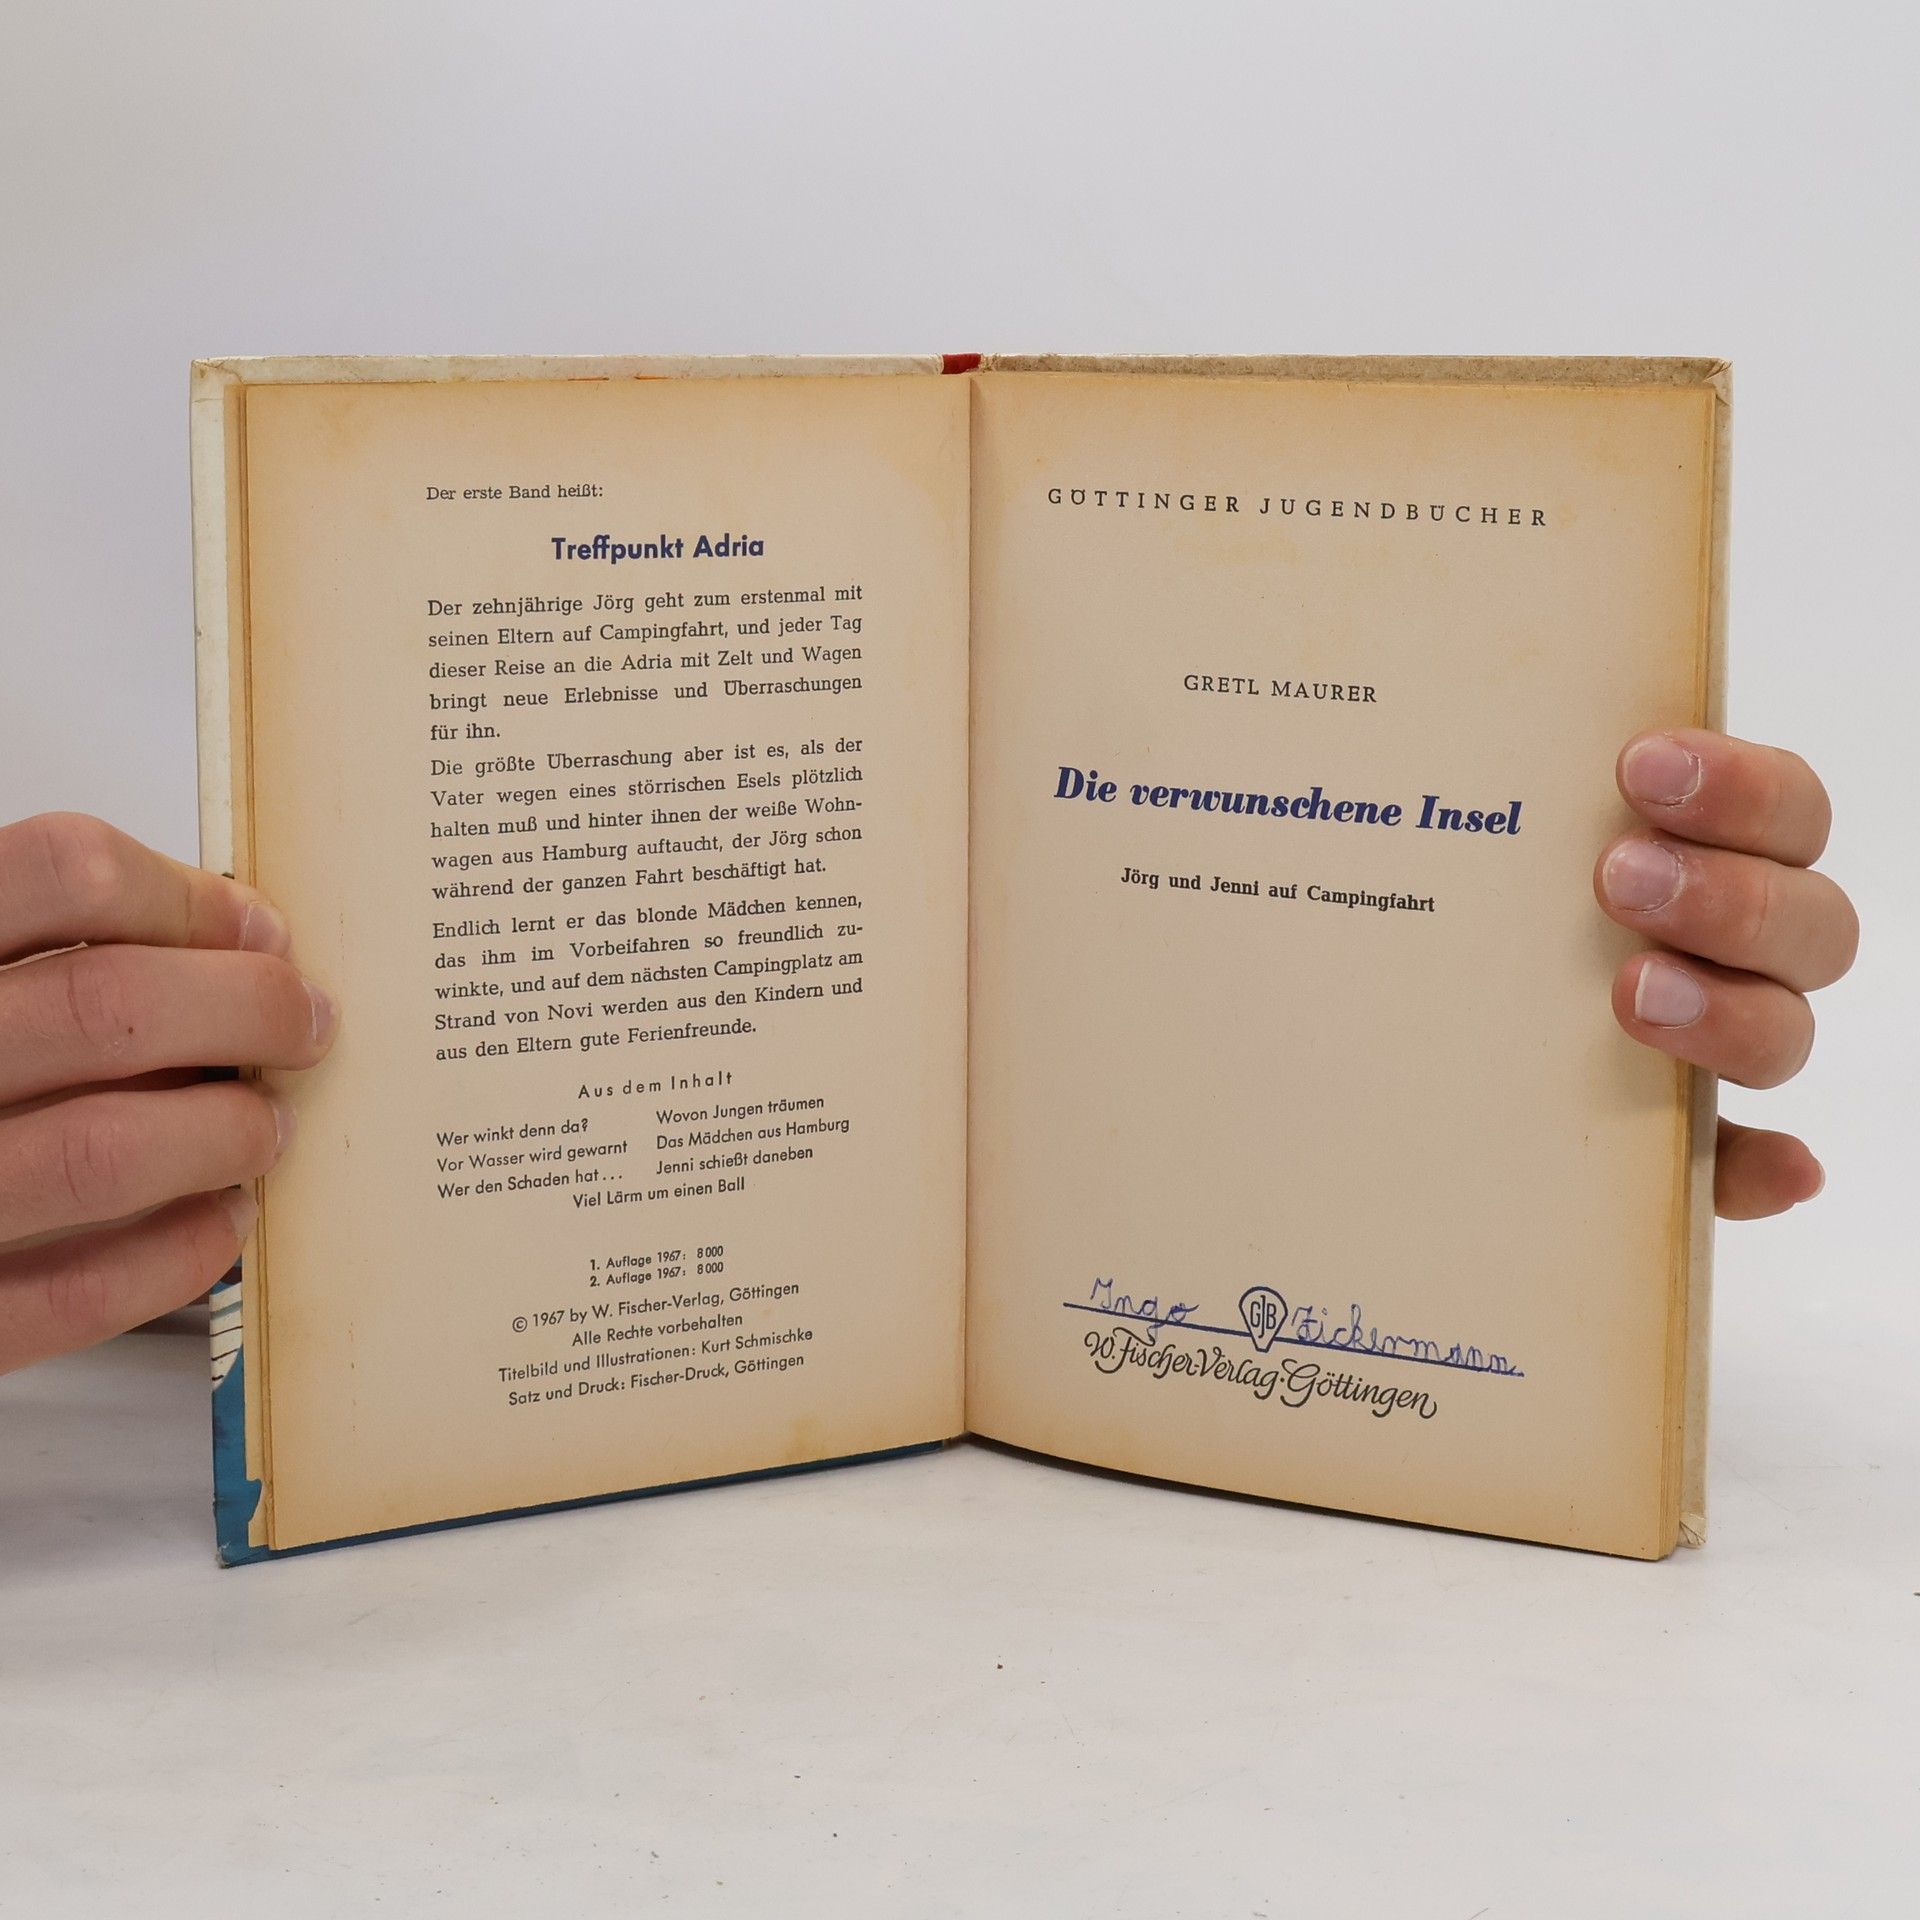 Der erste Band heißt:
Treffpunkt Adria
Der zehnjährige Jörg geht zum erstenmal mit
seinen Eltern auf Campingfahrt, und jeder Tag
dieser Reise an die Adria mit Zelt und Wagen
bringt neue Erlebnisse und Überraschungen
für ihn.
Die größte Überraschung aber ist es, als der
Vater wegen eines störrischen Esels plötzlich
halten muß und hinter ihnen der weiße Wohn-
wagen aus Hamburg auftaucht, der Jörg schon
während der ganzen Fahrt beschäftigt hat.
Endlich lernt er das blonde Mädchen kennen,
das ihm im Vorbeifahren so freundlich zu-
winkte, und auf dem nächsten Campingplatz am
Strand von Novi werden aus den Kindern und
aus den Eltern gute Ferienfreunde.
Aus dem Inhalt
Wer winkt denn da? Wovon Jungen träumen
Vor Wasser wird gewarnt Das Mädchen aus Hamburg
Wer den Schaden hat... Jenni schießt daneben
Viel Lärm um einen Ball
1. Auflage 1967: 8 000
2. Auflage 1967: 8 000
© 1967 by W. Fischer-Verlag, Göttingen
Alle Rechte vorbehalten
Titelbild und Illustrationen: Kurt Schmischke
Satz und Druck: Fischer-Druck, Göttingen
GÖTTINGER JUGENDBÜCHER
GRETL MAURER
Die verwunschene Insel
Jörg und Jenni auf Campingfahrt
Ingo GJB Zickermann
W. Fischer-Verlag · Göttingen